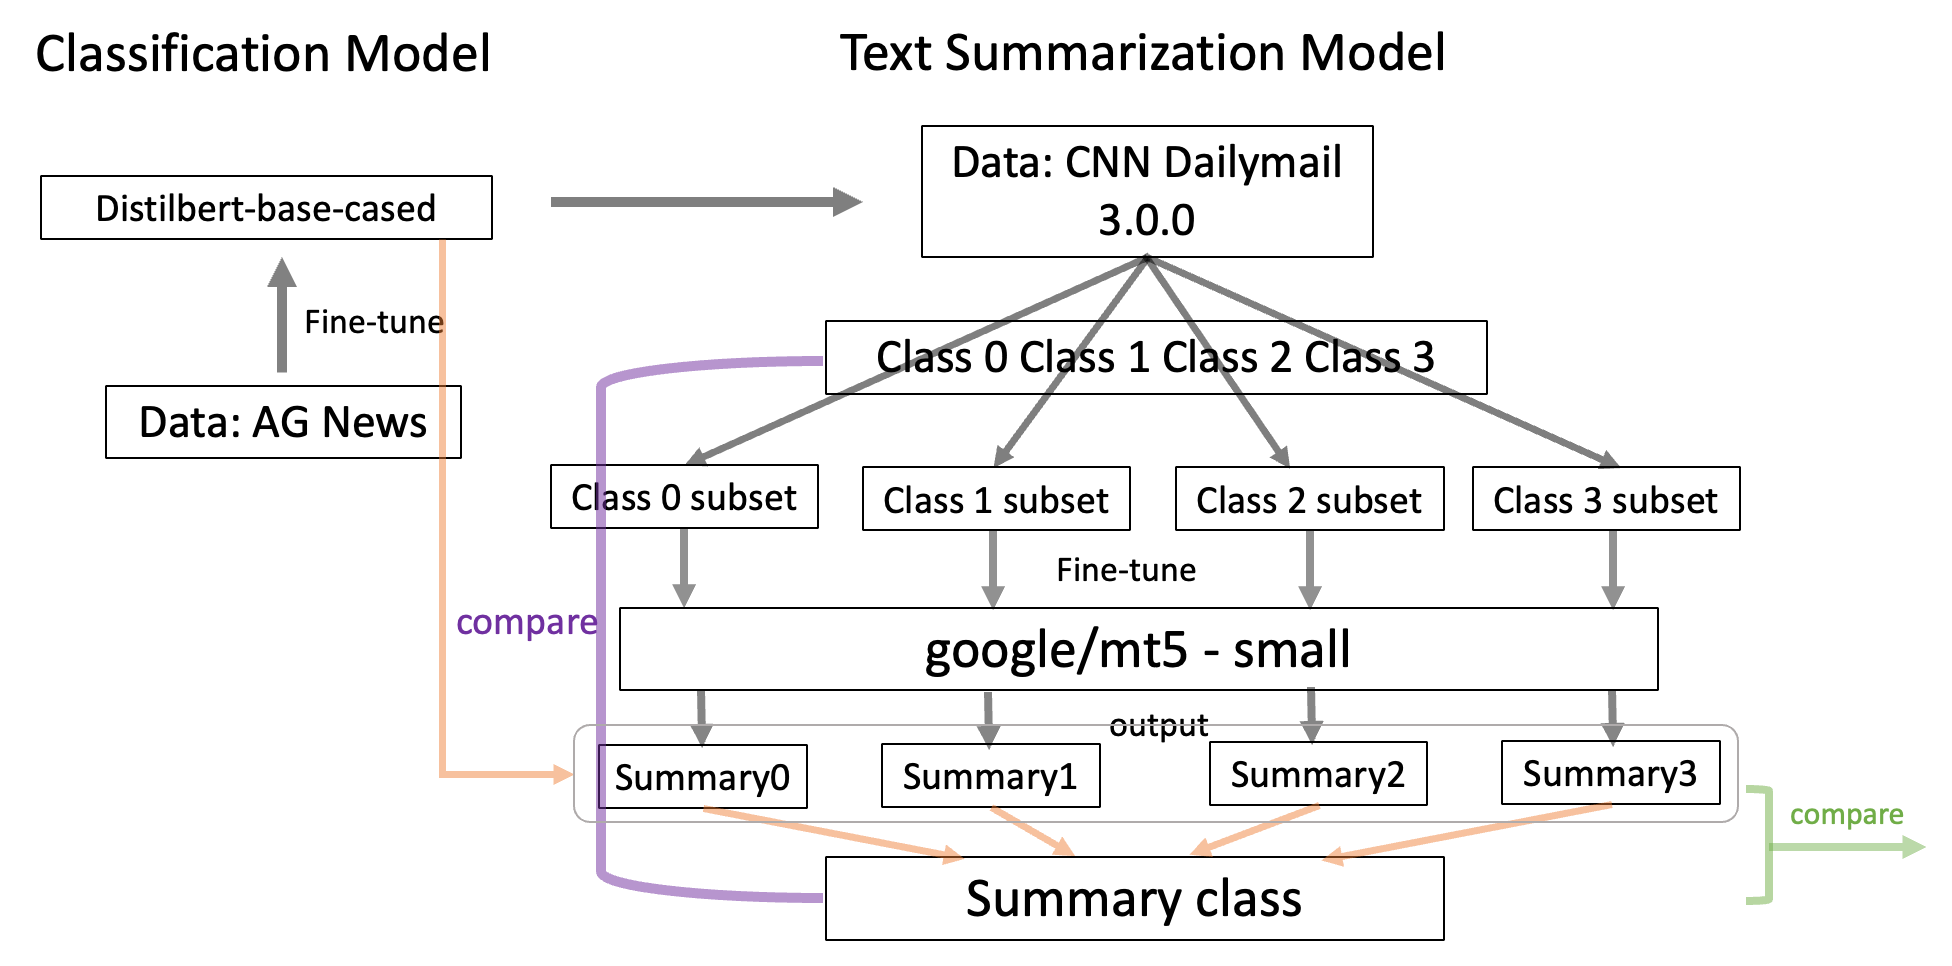 Classification Model
Text Summarization Model
Data: CNN Dailymail
3.0.0
Distilbert-base-cased
Fine-tune
Data: AG News
Class 0 Class 1 Class 2 Class 3
Class 0 subset
Class 1 subset
Class 2 subset
Class 3 subset
Fine-tune
compare
google/mt5 - small
output
Summary0
Summary1
Summary2
Summary3
compare
Summary class